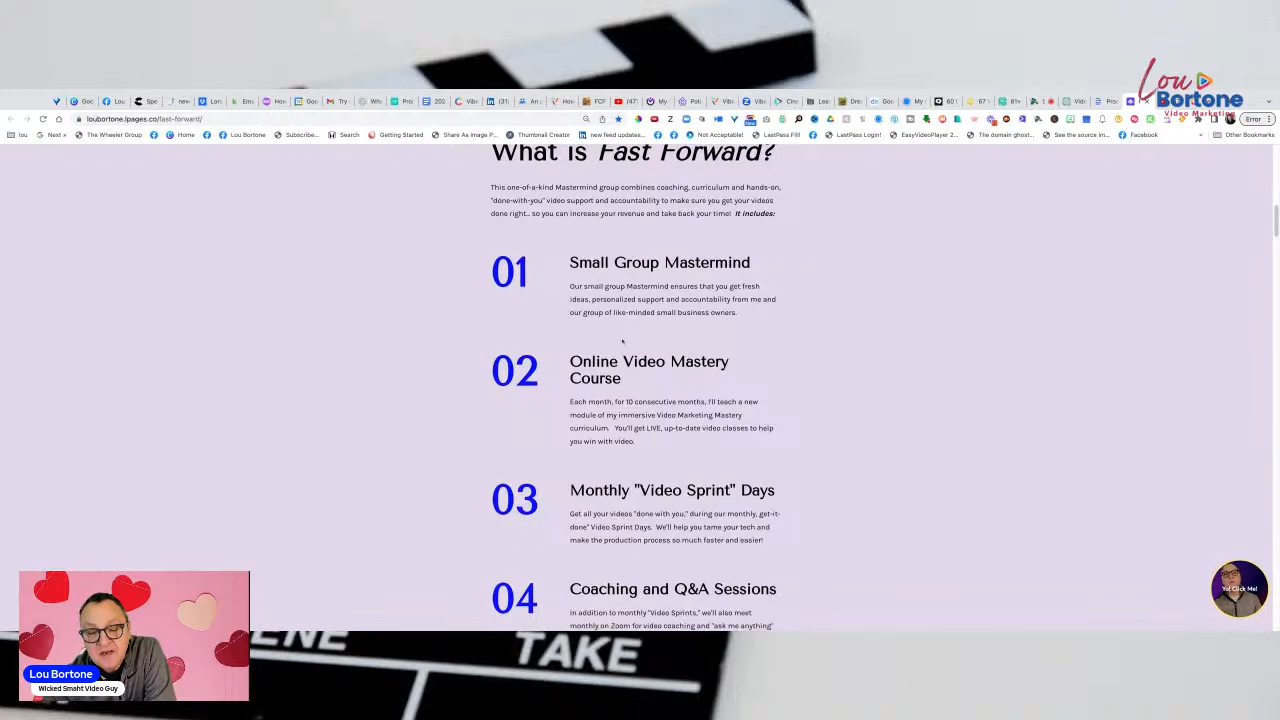 Lou
Bortone
Video Marketing
loubortone.lpages.co/fast-forward/
Error
lou
Next »
The Wheeler Group
Home
Lou Bortone
Subscribe...
Search
Getting Started
Share As Image P...
Thumbnail Creator
new feed updates...
Not Acceptable!
LastPass Fill
LastPass Login!
EasyVideoPlayer 2...
The domain ghost...
See the source im...
Facebook
»
Other Bookmarks
What is Fast Forward?
This one-of-a-kind Mastermind group combines coaching, curriculum and hands-on,
"done-with-you" video support and accountability to make sure you get your videos
done right... so you can increase your revenue and take back your time! It includes:
01
Small Group Mastermind
Our small group Mastermind ensures that you get fresh
ideas, personalized support and accountability from me and
our group of like-minded small business owners.
02
Online Video Mastery
Course
Each month, for 10 consecutive months, I'll teach a new
module of my immersive Video Marketing Mastery
curriculum. You'll get LIVE, up-to-date video classes to help
you win with video.
03
Monthly "Video Sprint" Days
Get all your videos "done with you," during our monthly, get-it-
done" Video Sprint Days. We'll help you tame your tech and
make the production process so much faster and easier!
04
Coaching and Q&A Sessions
In addition to monthly "Video Sprints," we'll also meet
monthly on Zoom for video coaching and "ask me anything"
Yo! Click Me!
ENE
TAKE
Lou Bortone
Wicked Smaht Video Guy